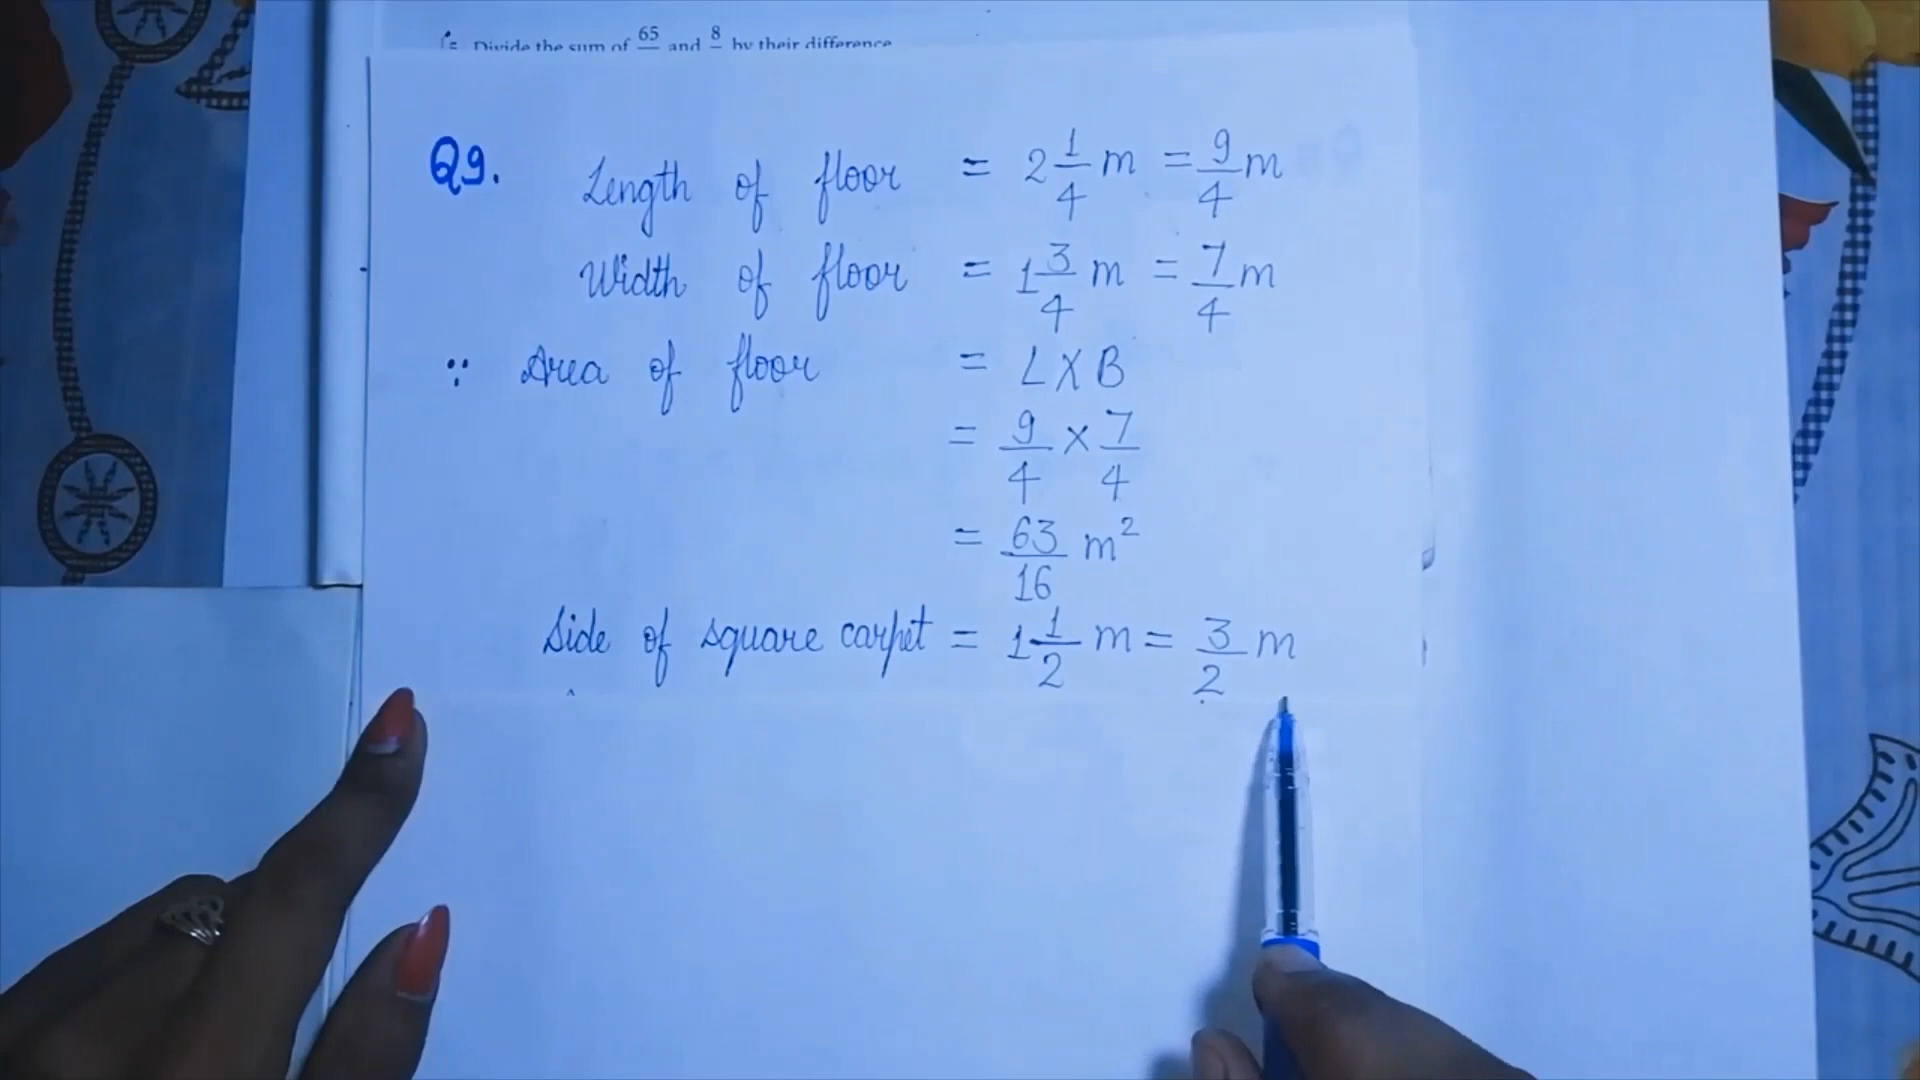 Divide the sum of 65 and 8 by their difference
Q9. Length of floor = 2 1/4 m = 9/4 m
Width of floor = 1 3/4 m = 7/4 m
∵ Area of floor = L X B
= 9/4 x 7/4
= 63/16 m²
Side of square carpet = 1 1/2 m = 3/2 m